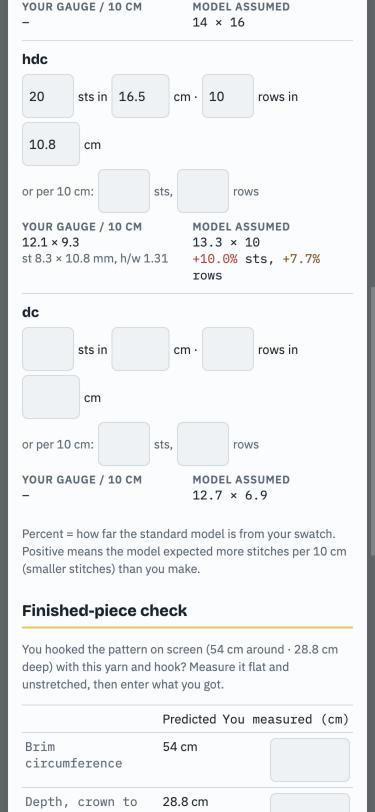 YOUR GAUGE / 10 CM MODEL ASSUMED
– 14 × 16
hdc
20 sts in 16.5 cm · 10 rows in
10.8 cm
or per 10 cm: sts, rows
YOUR GAUGE / 10 CM MODEL ASSUMED
12.1 × 9.3 13.3 × 10
st 8.3 × 10.8 mm, h/w 1.31 +10.0% sts, +7.7%
rows
dc
sts in cm · rows in
cm
or per 10 cm: sts, rows
YOUR GAUGE / 10 CM MODEL ASSUMED
– 12.7 × 6.9
Percent = how far the standard model is from your swatch.
Positive means the model expected more stitches per 10 cm
(smaller stitches) than you make.
Finished-piece check
You hooked the pattern on screen (54 cm around · 28.8 cm
deep) with this yarn and hook? Measure it flat and
unstretched, then enter what you got.
Predicted You measured (cm)
Brim 54 cm
circumference
Depth, crown to 28.8 cm